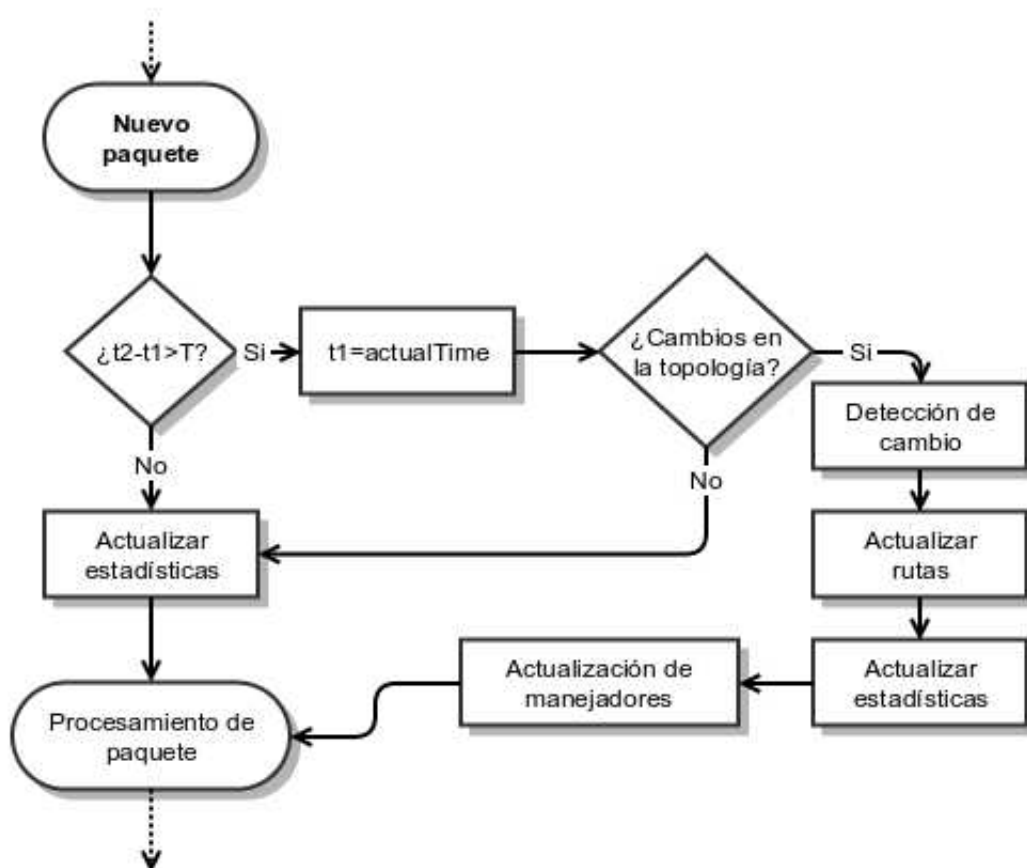 Nuevo
paquete
¿t2-t1>T?
Si
t1=actualTime
¿Cambios en
la topología?
Si
Detección de
cambio
No
No
Actualizar
estadísticas
Actualizar
rutas
Actualización de
manejadores
Actualizar
estadísticas
Procesamiento de
paquete